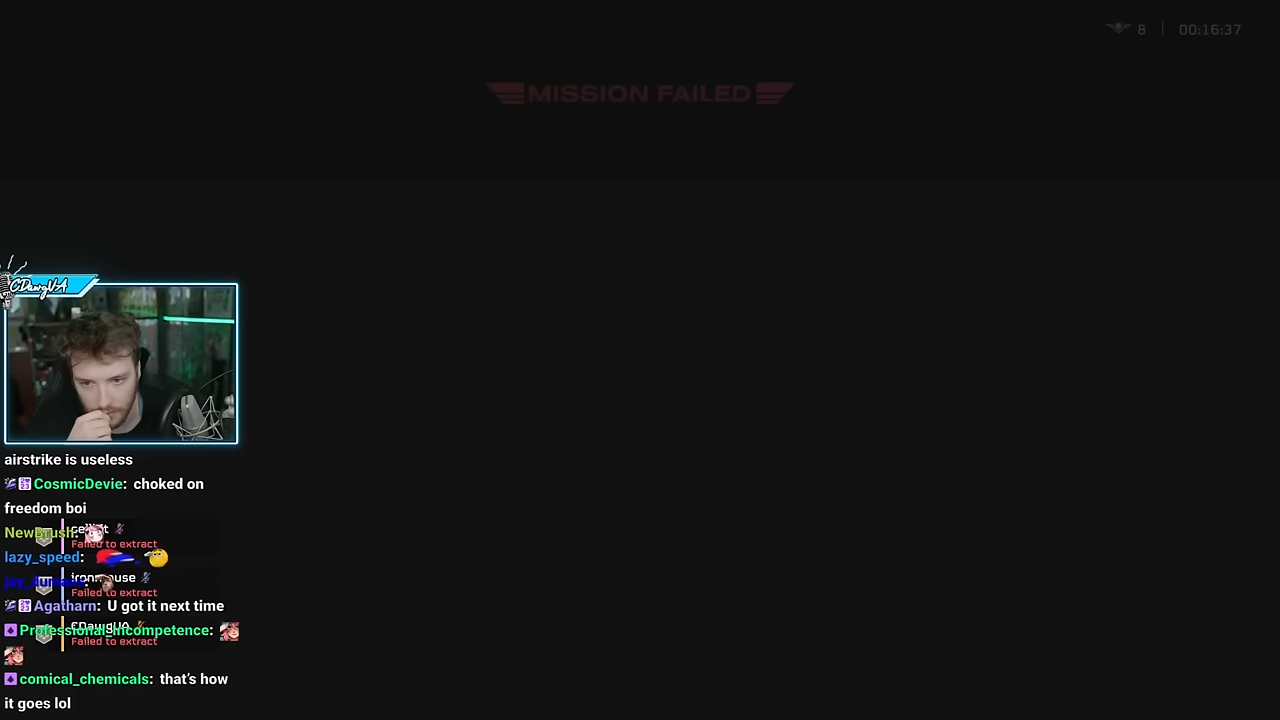 8 | 00:16:37
MISSION FAILED
CDawgVA
airstrike is useless
CosmicDevie: choked on
freedom boi
NewBrush:
Failed to extract
lazy_speed:
ironmouse
Failed to extract
Agatharn: U got it next time
CDawgVA
Professional_Incompetence:
Failed to extract
comical_chemicals: that's how
it goes lol